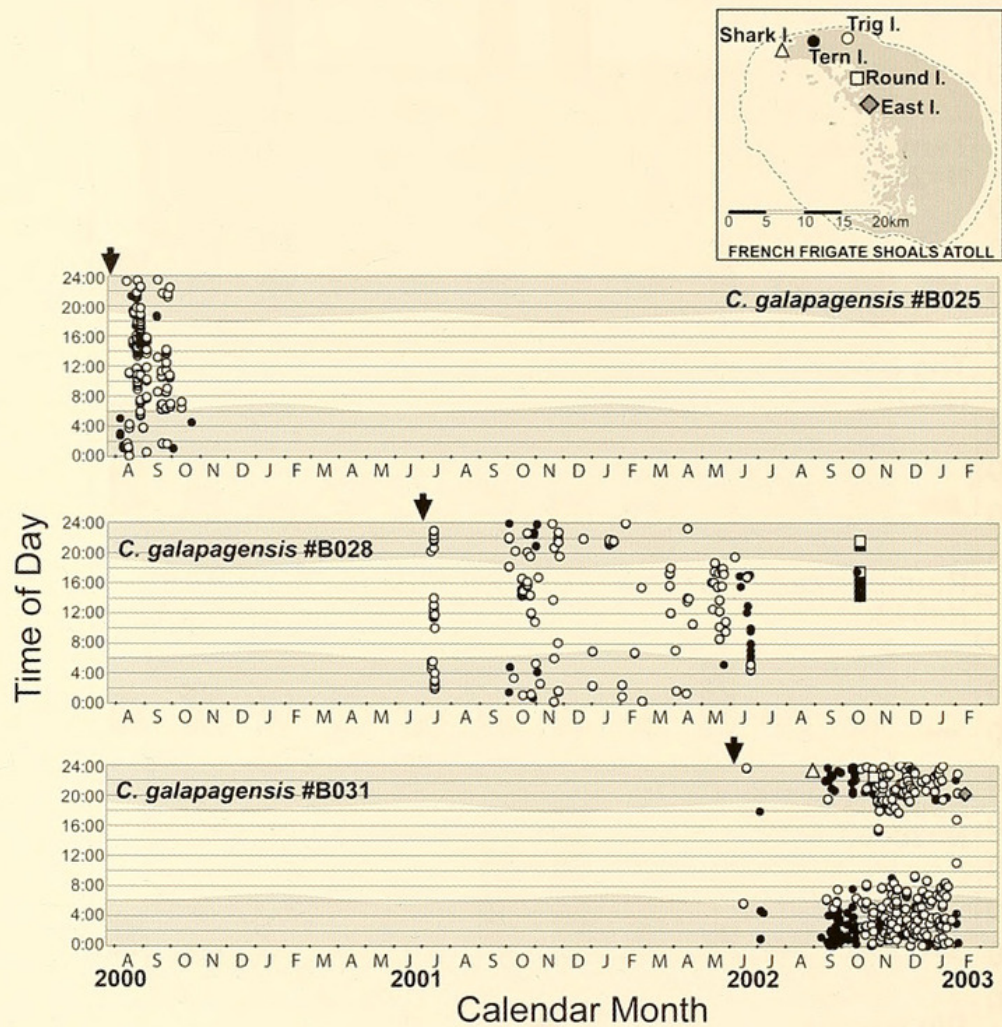 Shark I.
Trig I.
Tern I.
Round I.
East I.
0 5 10 15 20km
FRENCH FRIGATE SHOALS ATOLL
Time of Day
C. galapagensis #B025
24:00
20:00
16:00
12:00
8:00
4:00
0:00
A S O N D J F M A M J J A S O N D J F M A M J J A S O N D J F
C. galapagensis #B028
24:00
20:00
16:00
12:00
8:00
4:00
0:00
A S O N D J F M A M J J A S O N D J F M A M J J A S O N D J F
C. galapagensis #B031
24:00
20:00
16:00
12:00
8:00
4:00
0:00
A S O N D J F M A M J J A S O N D J F M A M J J A S O N D J F
2000 2001 2002 2003
Calendar Month